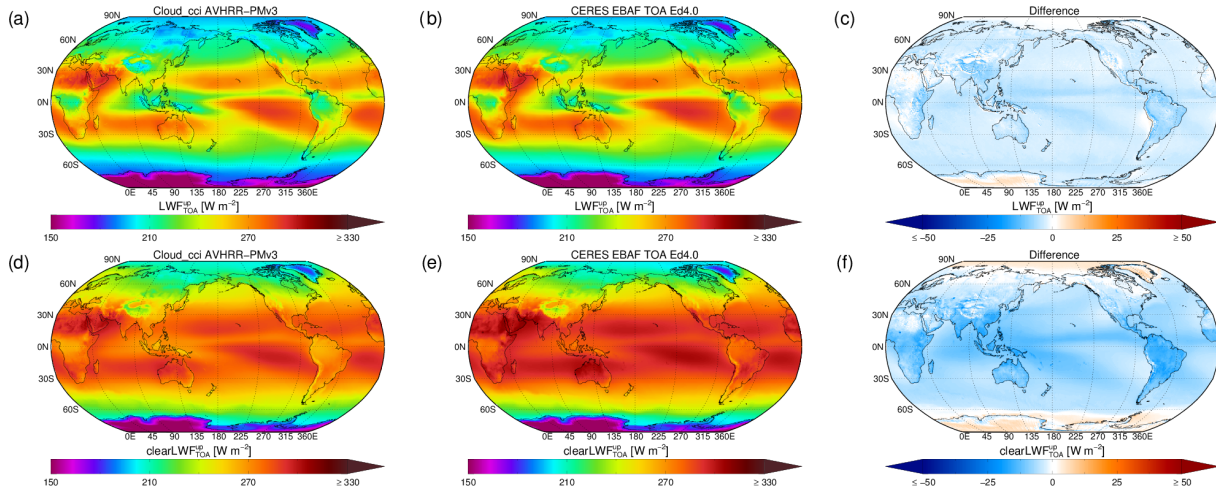 (a)
Cloud_cci AVHRR−PMv3
90N
60N
30N
0N
30S
60S
0E 45 90 135 180 225 270 315 360E
LWF^up_TOA [W m⁻²]
150 210 270 ≥ 330
(b)
CERES EBAF TOA Ed4.0
90N
60N
30N
0N
30S
60S
0E 45 90 135 180 225 270 315 360E
LWF^up_TOA [W m⁻²]
150 210 270 ≥ 330
(c)
Difference
90N
60N
30N
0N
30S
60S
0E 45 90 135 180 225 270 315 360E
LWF^up_TOA [W m⁻²]
≤ −50 −25 0 25 ≥ 50
(d)
Cloud_cci AVHRR−PMv3
90N
60N
30N
0N
30S
60S
0E 45 90 135 180 225 270 315 360E
clearLWF^up_TOA [W m⁻²]
150 210 270 ≥ 330
(e)
CERES EBAF TOA Ed4.0
90N
60N
30N
0N
30S
60S
0E 45 90 135 180 225 270 315 360E
clearLWF^up_TOA [W m⁻²]
150 210 270 ≥ 330
(f)
Difference
90N
60N
30N
0N
30S
60S
0E 45 90 135 180 225 270 315 360E
clearLWF^up_TOA [W m⁻²]
≤ −50 −25 0 25 ≥ 50